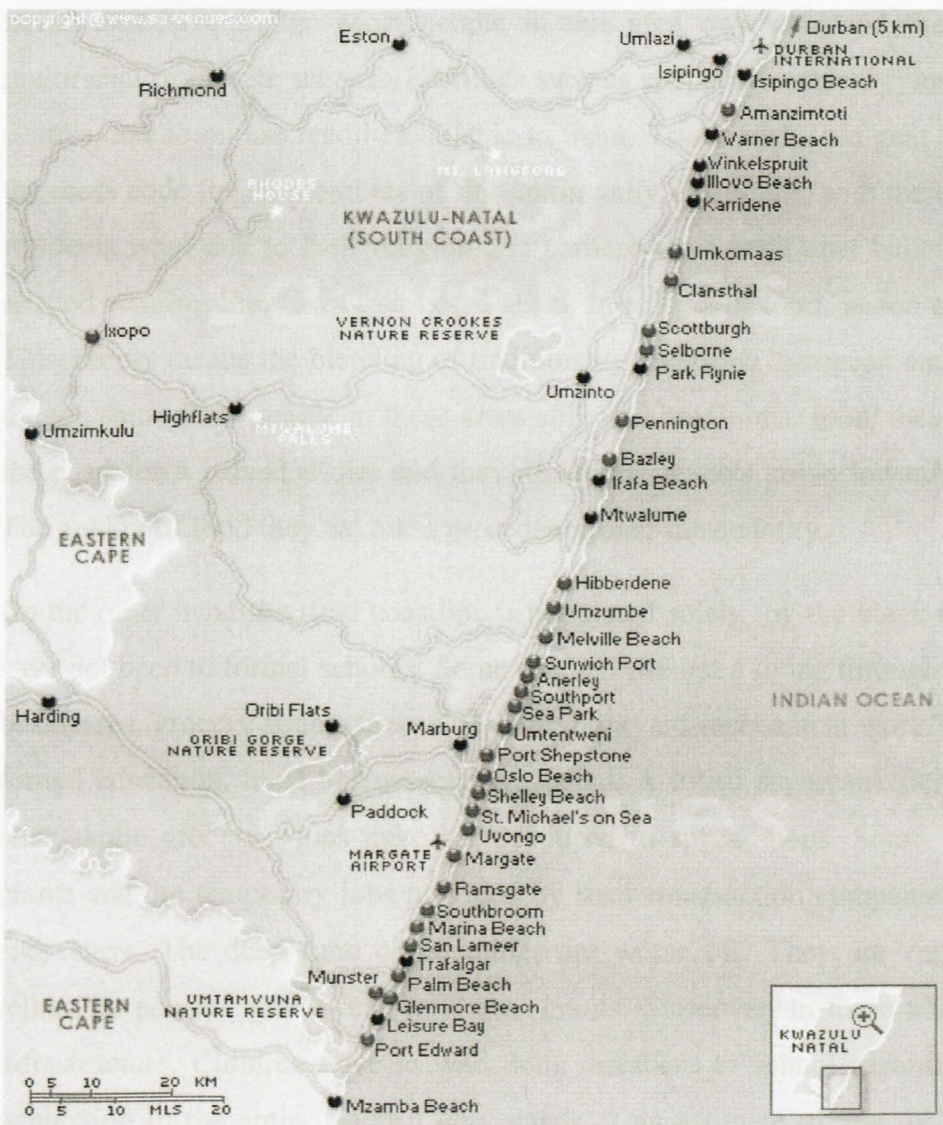 copyright @ www.sa-venues.com
Durban (5 km)
Eston
Umlazi
DURBAN
INTERNATIONAL
Isipingo
Isipingo Beach
Richmond
Amanzimtoti
Warner Beach
Winkelspruit
MT. LANGFORD
RHODES
HOUSE
Illovo Beach
Karridene
KWAZULU-NATAL
(SOUTH COAST)
Umkomaas
Clansthal
VERNON CROOKES
NATURE RESERVE
Ixopo
Scottburgh
Selborne
Park Rynie
Umzinto
Highflats
MTWALUME
FALLS
Umzimkulu
Pennington
Bazley
Ifafa Beach
Mtwalume
EASTERN
CAPE
Hibberdene
Umzumbe
Melville Beach
Sunwich Port
Anerley
Southport
Sea Park
INDIAN OCEAN
Harding
Oribi Flats
ORIBI GORGE
NATURE RESERVE
Marburg
Umtentweni
Port Shepstone
Oslo Beach
Shelley Beach
Paddock
St. Michael's on Sea
Uvongo
MARGATE
AIRPORT
Margate
Ramsgate
Southbroom
Marina Beach
San Lameer
Trafalgar
Munster
Palm Beach
EASTERN
CAPE
UMTAMVUNA
NATURE RESERVE
Glenmore Beach
Leisure Bay
Port Edward
KWAZULU
NATAL
0 5 10 20 KM
0 5 10 MLS 20
Mzamba Beach